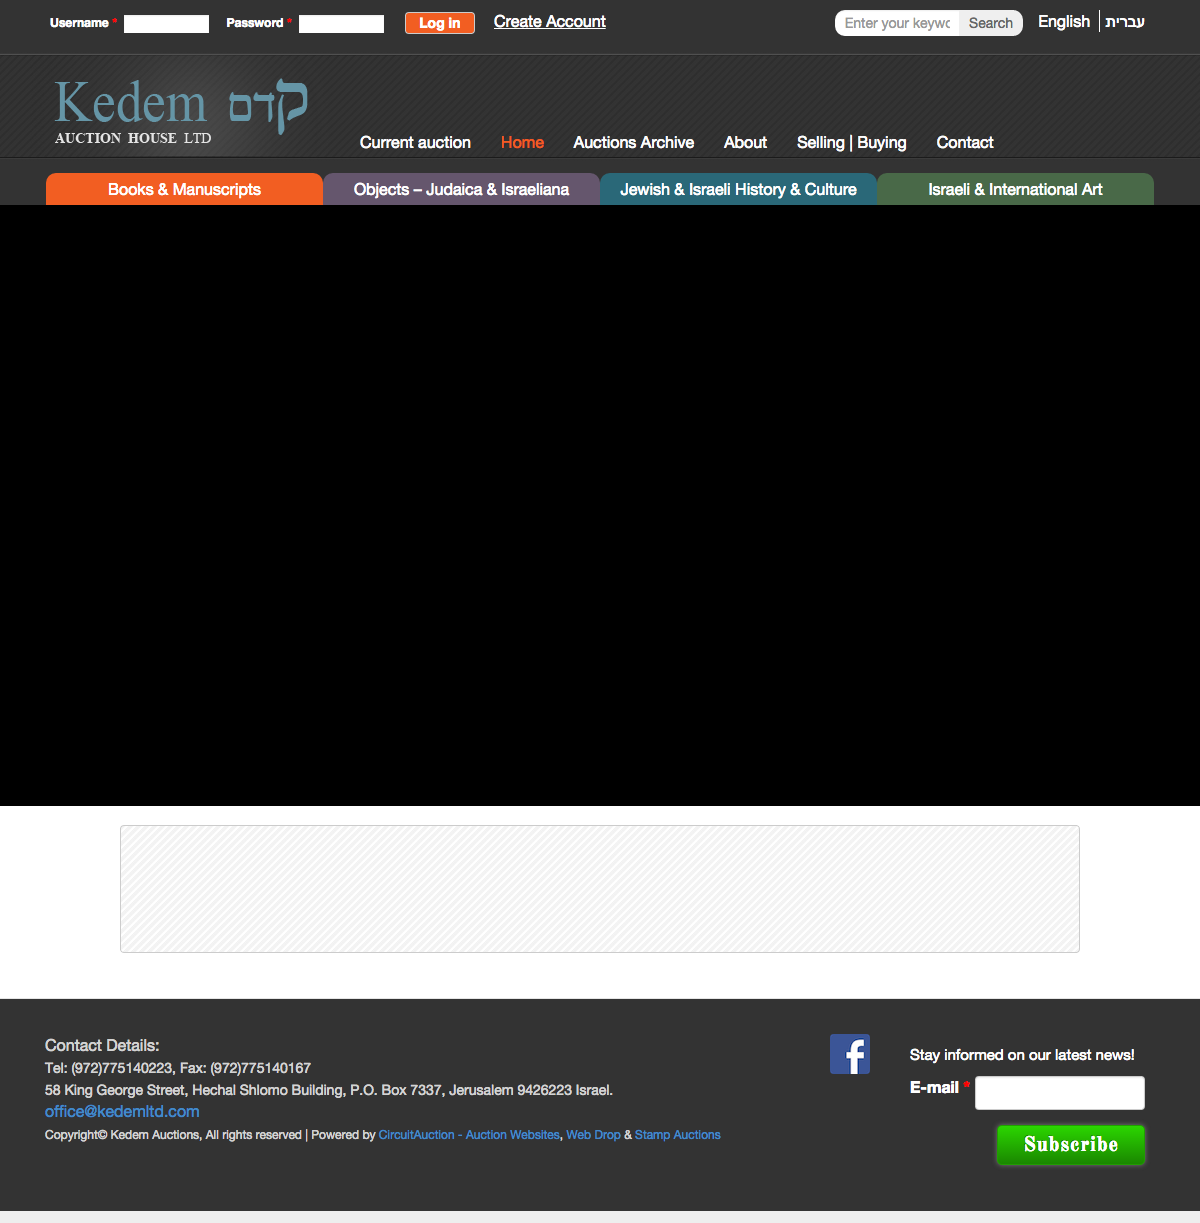 Username * Password * Log in Create Account Enter your keywo Search English עברית
Kedem קדם
AUCTION HOUSE LTD
Current auction Home Auctions Archive About Selling | Buying Contact
Books & Manuscripts Objects – Judaica & Israeliana Jewish & Israeli History & Culture Israeli & International Art
Contact Details:
Tel: (972)775140223, Fax: (972)775140167
58 King George Street, Hechal Shlomo Building, P.O. Box 7337, Jerusalem 9426223 Israel.
office@kedemltd.com
Copyright© Kedem Auctions, All rights reserved | Powered by CircuitAuction - Auction Websites, Web Drop & Stamp Auctions
f
Stay informed on our latest news!
E-mail *
Subscribe